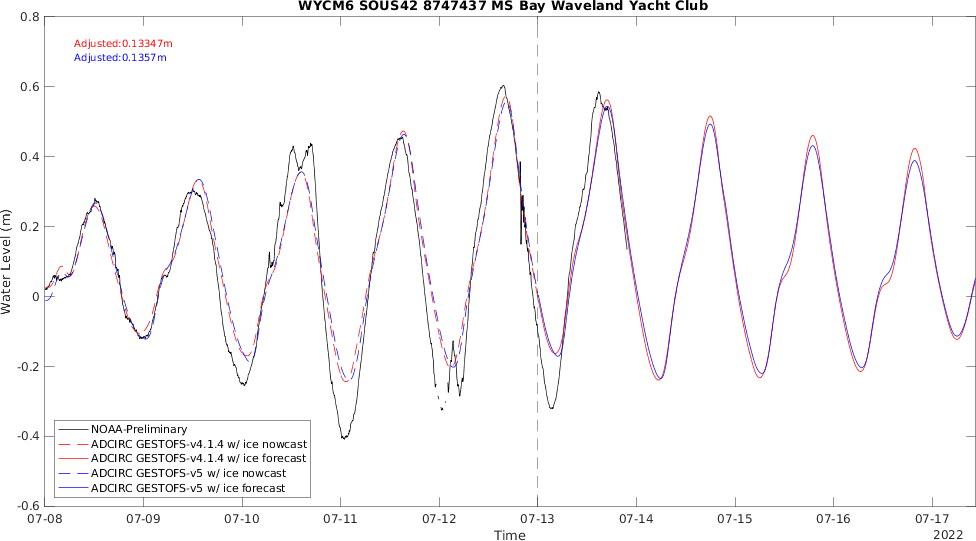 WYCM6 SOUS42 8747437 MS Bay Waveland Yacht Club
Adjusted:0.13347m
Adjusted:0.1357m
0.8
0.6
0.4
0.2
0
-0.2
-0.4
-0.6
Water Level (m)
NOAA-Preliminary
ADCIRC GESTOFS-v4.1.4 w/ ice nowcast
ADCIRC GESTOFS-v4.1.4 w/ ice forecast
ADCIRC GESTOFS-v5 w/ ice nowcast
ADCIRC GESTOFS-v5 w/ ice forecast
07-08 07-09 07-10 07-11 07-12 07-13 07-14 07-15 07-16 07-17
Time
2022